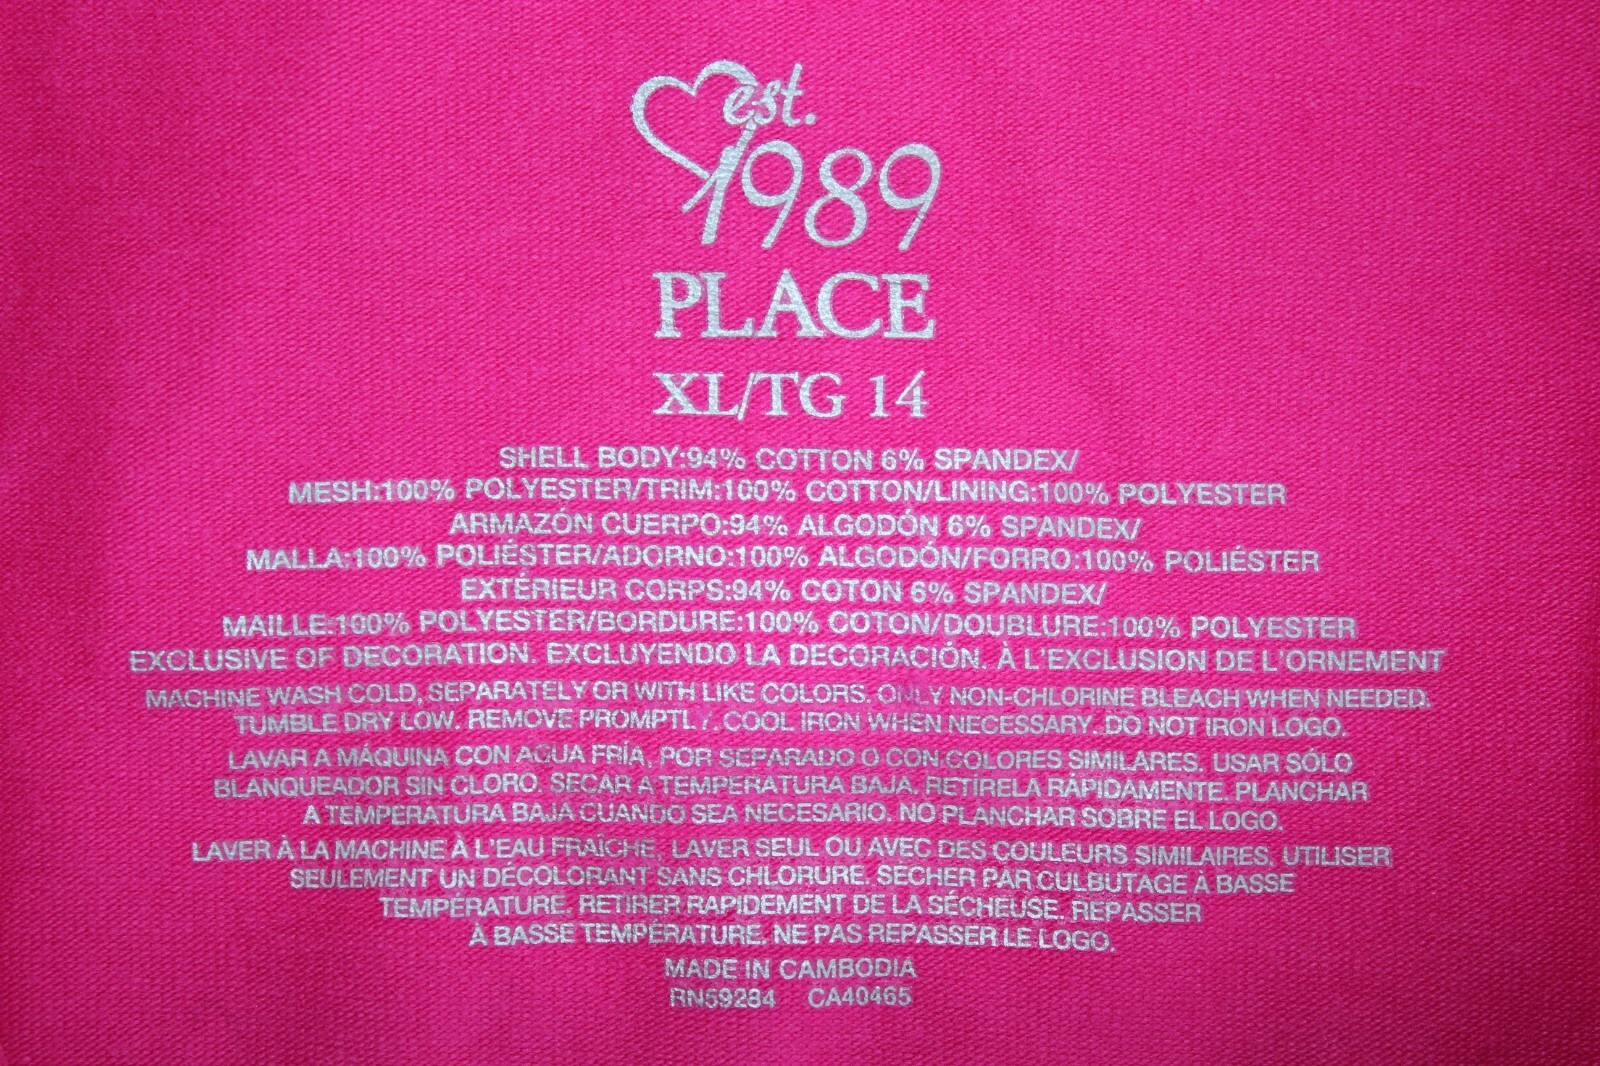 est.
1989
PLACE
XL/TG 14
SHELL BODY:94% COTTON 6% SPANDEX/
MESH:100% POLYESTER/TRIM:100% COTTON/LINING:100% POLYESTER
ARMAZÓN CUERPO:94% ALGODÓN 6% SPANDEX/
MALLA:100% POLIÉSTER/ADORNO:100% ALGODÓN/FORRO:100% POLIÉSTER
EXTÉRIEUR CORPS:94% COTON 6% SPANDEX/
MAILLE:100% POLYESTER/BORDURE:100% COTON/DOUBLURE:100% POLYESTER
EXCLUSIVE OF DECORATION. EXCLUYENDO LA DECORACIÓN. À L'EXCLUSION DE L'ORNEMENT
MACHINE WASH COLD, SEPARATELY OR WITH LIKE COLORS. ONLY NON-CHLORINE BLEACH WHEN NEEDED.
TUMBLE DRY LOW. REMOVE PROMPTLY. COOL IRON WHEN NECESSARY. DO NOT IRON LOGO.
LAVAR A MÁQUINA CON AGUA FRÍA, POR SEPARADO O CON COLORES SIMILARES. USAR SÓLO
BLANQUEADOR SIN CLORO. SECAR A TEMPERATURA BAJA. RETÍRELA RÁPIDAMENTE. PLANCHAR
A TEMPERATURA BAJA CUANDO SEA NECESARIO. NO PLANCHAR SOBRE EL LOGO.
LAVER À LA MACHINE À L'EAU FRAÎCHE, LAVER SEUL OU AVEC DES COULEURS SIMILAIRES. UTILISER
SEULEMENT UN DÉCOLORANT SANS CHLORURE. SÉCHER PAR CULBUTAGE À BASSE
TEMPÉRATURE. RETIRER RAPIDEMENT DE LA SÉCHEUSE. REPASSER
À BASSE TEMPÉRATURE. NE PAS REPASSER LE LOGO.
MADE IN CAMBODIA
RN59284 CA40465